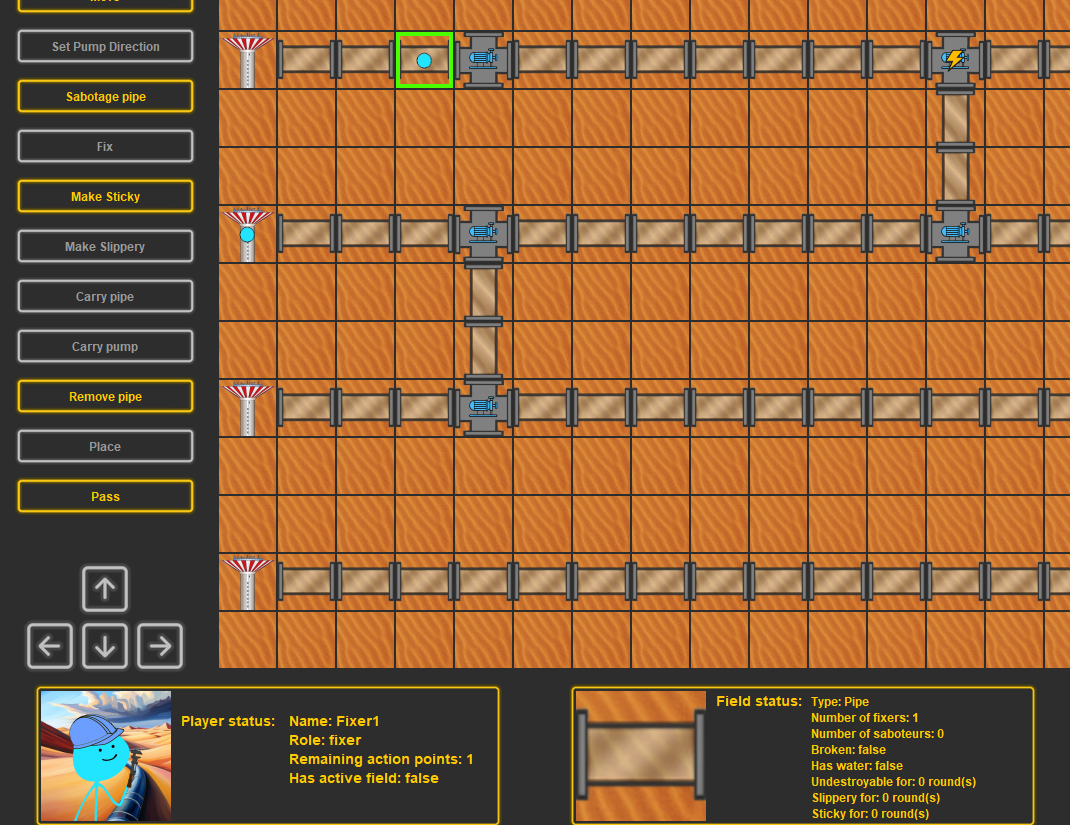 Move
Set Pump Direction
Sabotage pipe
Fix
Make Sticky
Make Slippery
Carry pipe
Carry pump
Remove pipe
Place
Pass
Player status:
Name: Fixer1
Role: fixer
Remaining action points: 1
Has active field: false
Field status:
Type: Pipe
Number of fixers: 1
Number of saboteurs: 0
Broken: false
Has water: false
Undestroyable for: 0 round(s)
Slippery for: 0 round(s)
Sticky for: 0 round(s)